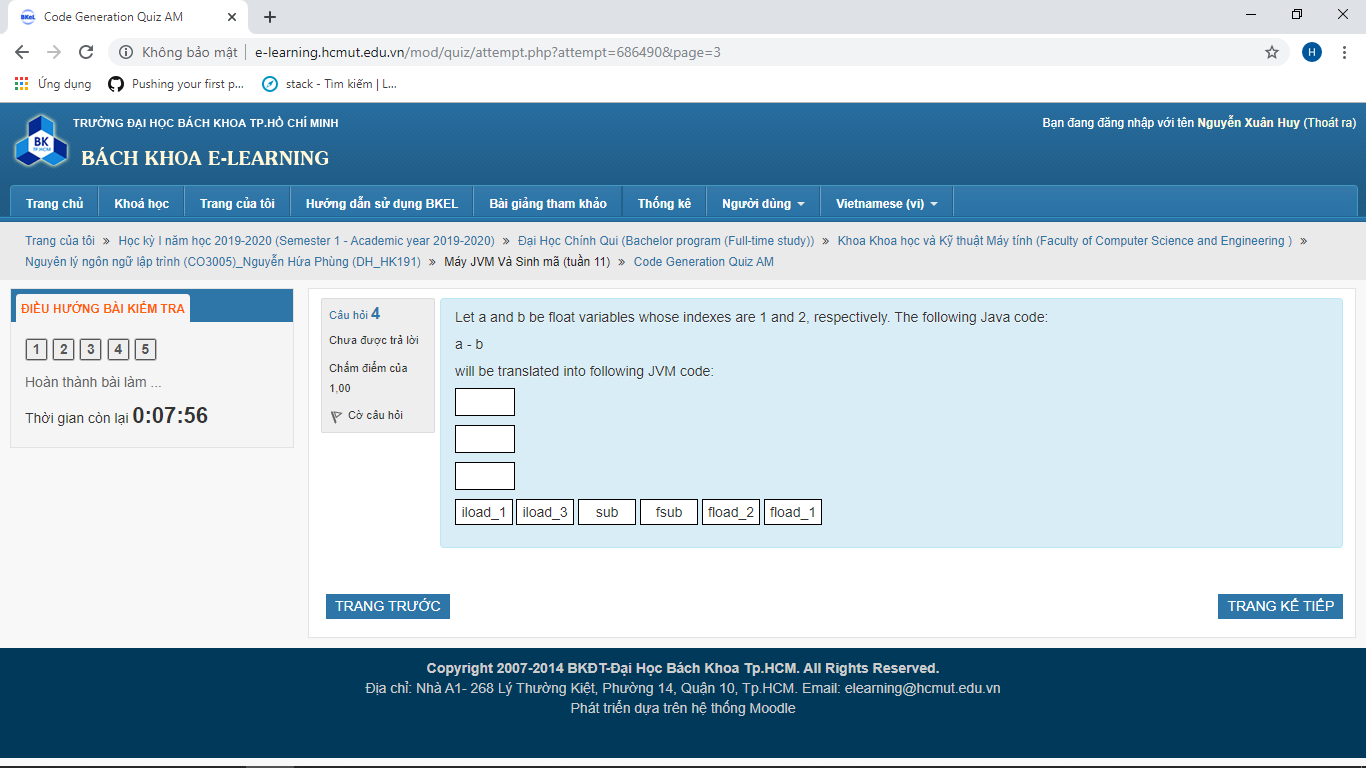 Code Generation Quiz AM
Không bảo mật
e-learning.hcmut.edu.vn/mod/quiz/attempt.php?attempt=686490&page=3
H
Ứng dụng
Pushing your first p...
stack - Tìm kiếm | L...
BK
TP.HCM
TRƯỜNG ĐẠI HỌC BÁCH KHOA TP.HỒ CHÍ MINH
BÁCH KHOA E-LEARNING
Bạn đang đăng nhập với tên Nguyễn Xuân Huy (Thoát ra)
Trang chủ
Khoá học
Trang của tôi
Hướng dẫn sử dụng BKEL
Bài giảng tham khảo
Thống kê
Người dùng
Vietnamese (vi)
Trang của tôi » Học kỳ I năm học 2019-2020 (Semester 1 - Academic year 2019-2020) » Đại Học Chính Qui (Bachelor program (Full-time study)) » Khoa Khoa học và Kỹ thuật Máy tính (Faculty of Computer Science and Engineering ) »
Nguyên lý ngôn ngữ lập trình (CO3005)_Nguyễn Hứa Phùng (DH_HK191) » Máy JVM Và Sinh mã (tuần 11) » Code Generation Quiz AM
ĐIỀU HƯỚNG BÀI KIỂM TRA
1 2 3 4 5
Hoàn thành bài làm ...
Thời gian còn lại 0:07:56
Câu hỏi 4
Chưa được trả lời
Chấm điểm của
1,00
Cờ câu hỏi
Let a and b be float variables whose indexes are 1 and 2, respectively. The following Java code:
a - b
will be translated into following JVM code:
iload_1 iload_3 sub fsub fload_2 fload_1
TRANG TRƯỚC
TRANG KẾ TIẾP
Copyright 2007-2014 BKĐT-Đại Học Bách Khoa Tp.HCM. All Rights Reserved.
Địa chỉ: Nhà A1- 268 Lý Thường Kiệt, Phường 14, Quận 10, Tp.HCM. Email: elearning@hcmut.edu.vn
Phát triển dựa trên hệ thống Moodle